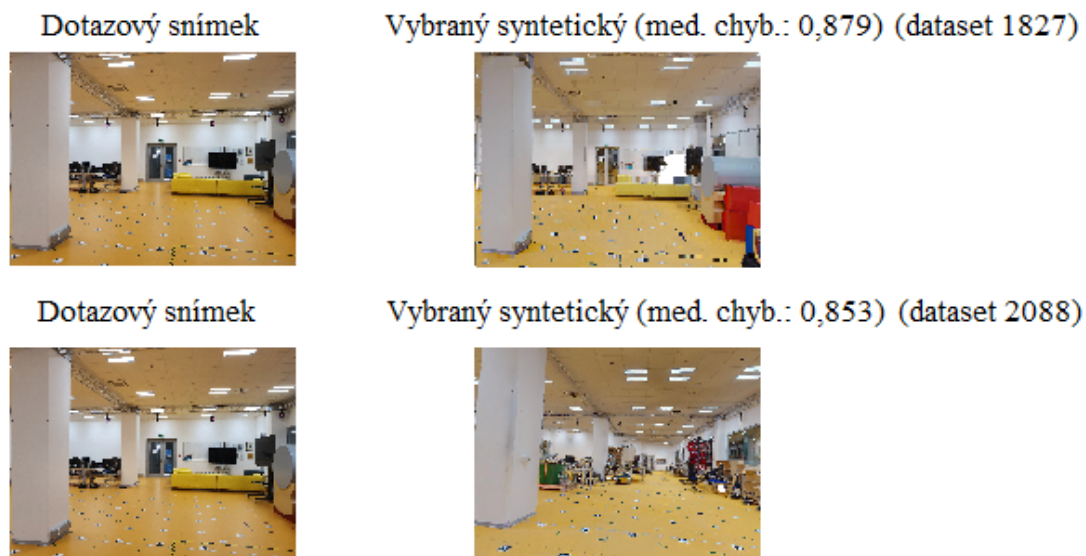 Dotazový snímek
Vybraný syntetický (med. chyb.: 0,879) (dataset 1827)
Dotazový snímek
Vybraný syntetický (med. chyb.: 0,853) (dataset 2088)